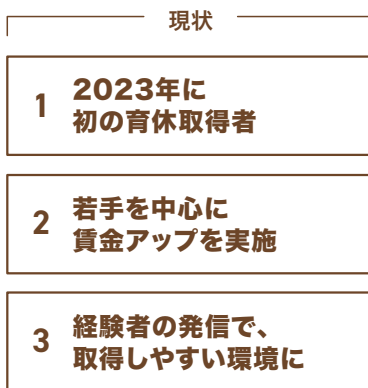 現状
1 2023年に
初の育休取得者
2 若手を中心に
賃金アップを実施
3 経験者の発信で、
取得しやすい環境に